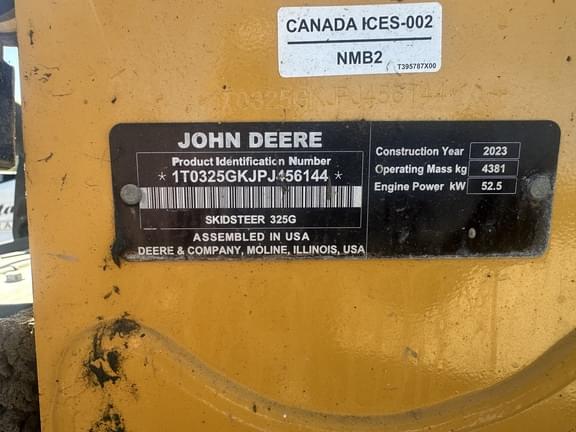 CANADA ICES-002
NMB2
T395787X00
T0325GKJPJ456144
JOHN DEERE
Product Identification Number
* 1T0325GKJPJ456144 *
SKIDSTEER 325G
ASSEMBLED IN USA
DEERE & COMPANY, MOLINE, ILLINOIS, USA
Construction Year 2023
Operating Mass kg 4381
Engine Power kW 52.5